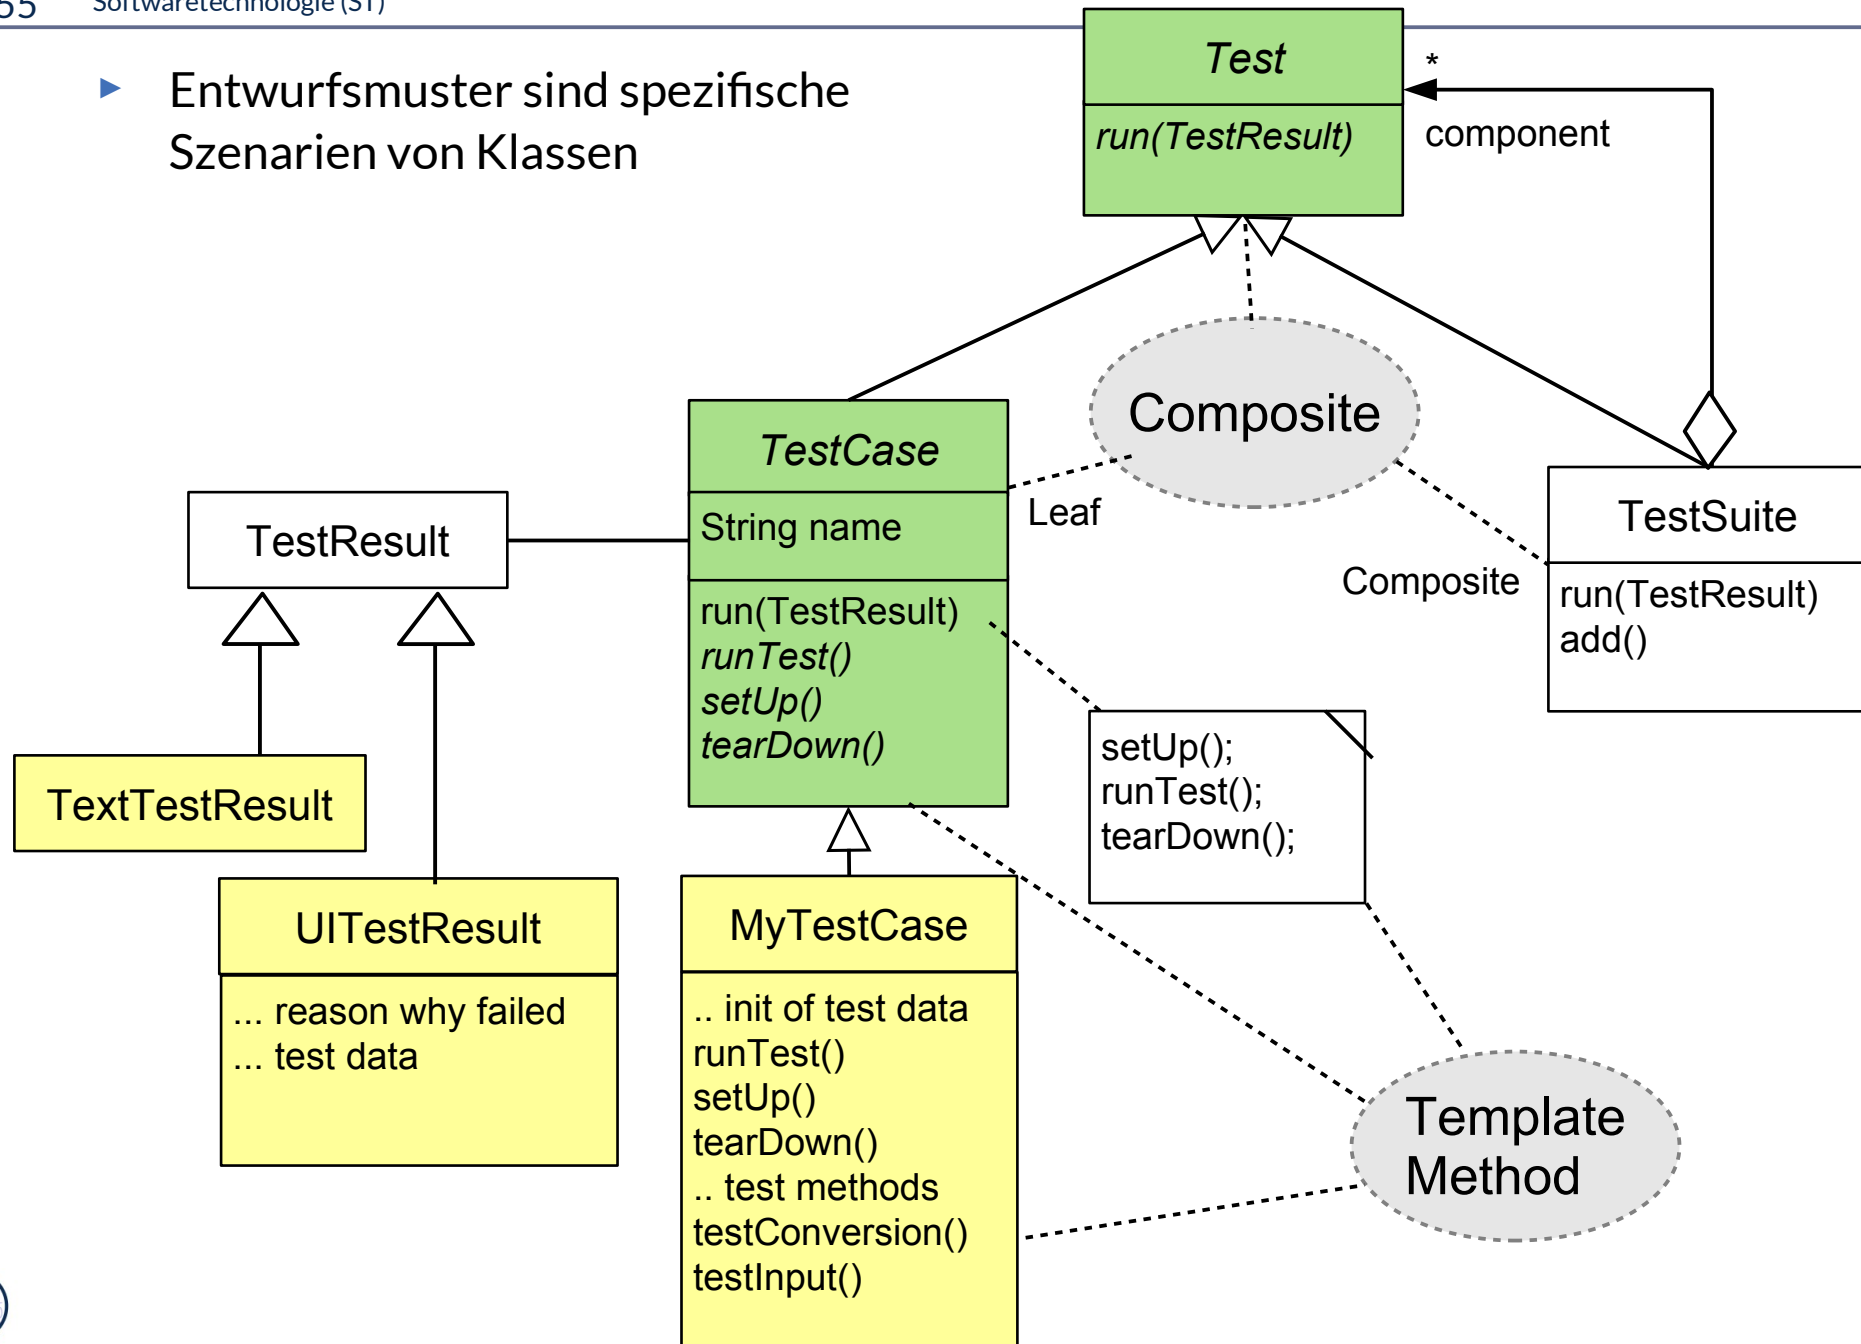 55
Softwaretechnologie (ST)
► Entwurfsmuster sind spezifische
Szenarien von Klassen
Test
run(TestResult)
*
component
Composite
TestCase
String name
run(TestResult)
runTest()
setUp()
tearDown()
Leaf
Composite
TestSuite
run(TestResult)
add()
TestResult
TextTestResult
UITestResult
... reason why failed
... test data
setUp();
runTest();
tearDown();
MyTestCase
.. init of test data
runTest()
setUp()
tearDown()
.. test methods
testConversion()
testInput()
Template
Method